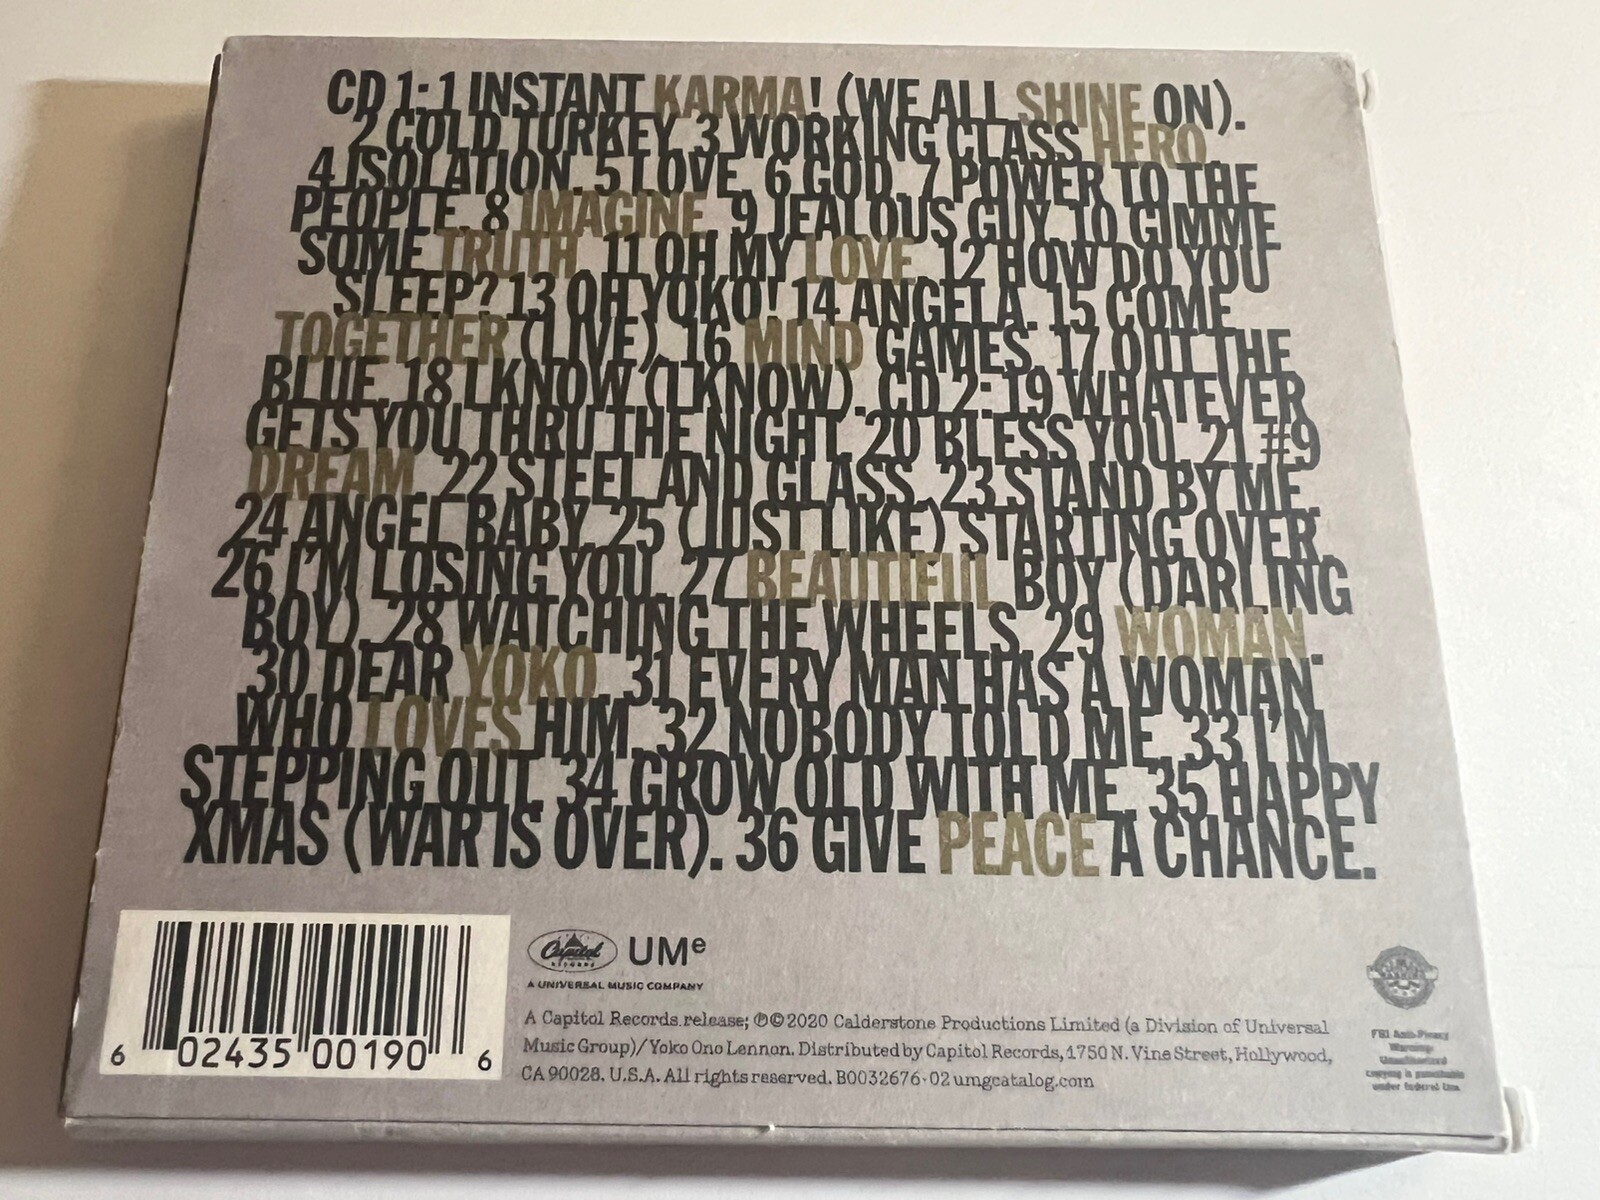 CD 1: 1 INSTANT KARMA! (WE ALL SHINE ON).
2 COLD TURKEY. 3 WORKING CLASS HERO.
4 ISOLATION. 5 LOVE. 6 GOD. 7 POWER TO THE
PEOPLE. 8 IMAGINE. 9 JEALOUS GUY. 10 GIMME
SOME TRUTH. 11 OH MY LOVE. 12 HOW DO YOU
SLEEP? 13 OH YOKO! 14 ANGELA. 15 COME
TOGETHER (LIVE). 16 MIND GAMES. 17 OUT THE
BLUE. 18 I KNOW (I KNOW). CD 2: 19 WHATEVER
GETS YOU THRU THE NIGHT. 20 BLESS YOU. 21 #9
DREAM. 22 STEEL AND GLASS. 23 STAND BY ME.
24 ANGEL BABY. 25 (JUST LIKE) STARTING OVER.
26 I'M LOSING YOU. 27 BEAUTIFUL BOY (DARLING
BOY). 28 WATCHING THE WHEELS. 29 WOMAN.
30 DEAR YOKO. 31 EVERY MAN HAS A WOMAN
WHO LOVES HIM. 32 NOBODY TOLD ME. 33 I'M
STEPPING OUT. 34 GROW OLD WITH ME. 35 HAPPY
XMAS (WAR IS OVER). 36 GIVE PEACE A CHANCE.
6 02435 00190 6
Capitol RECORDS UMe
A UNIVERSAL MUSIC COMPANY
A Capitol Records release; ℗©2020 Calderstone Productions Limited (a Division of Universal
Music Group)/Yoko Ono Lennon. Distributed by Capitol Records, 1750 N. Vine Street, Hollywood,
CA 90028. U.S.A. All rights reserved. B0032676-02 umgcatalog.com
FBI Anti-Piracy
Warning:
Unauthorized
copying is punishable
under federal law.